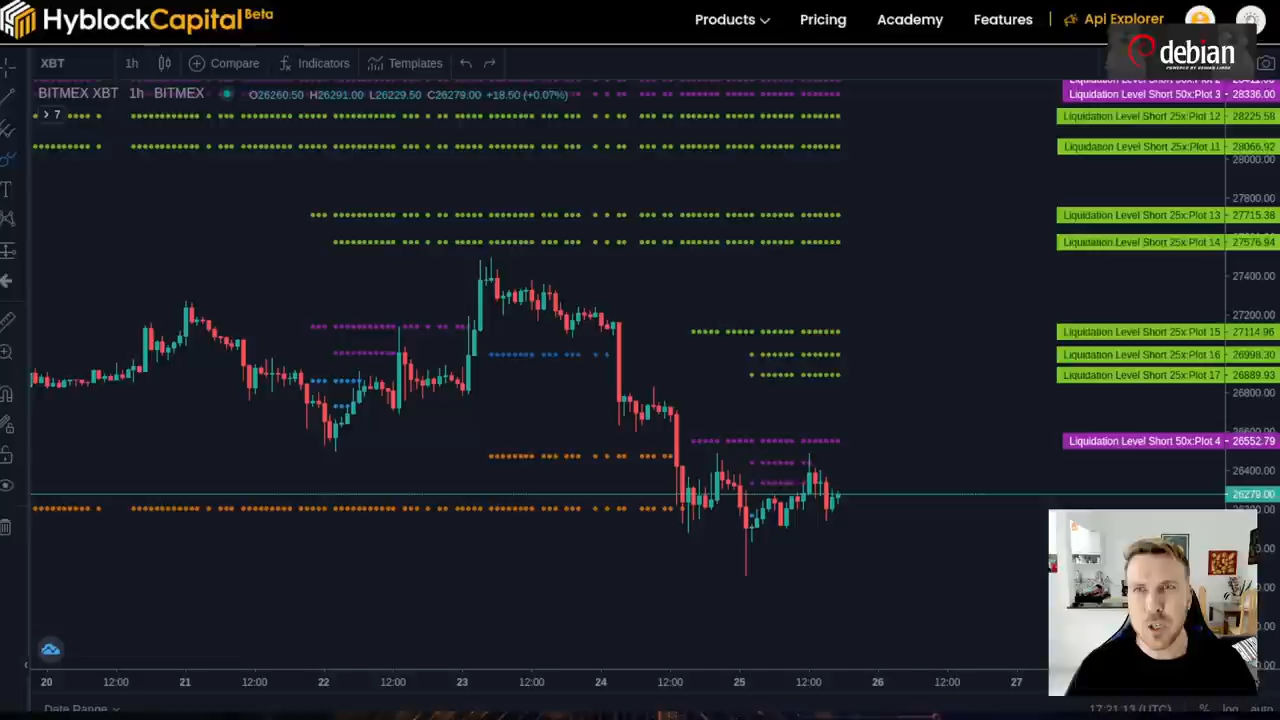 HyblockCapital Beta
Products Pricing Academy Features Api Explorer
debian
XBT 1h Compare Indicators Templates
BITMEX XBT 1h BITMEX O26260.50 H26291.00 L26229.50 C26279.00 +18.50 (+0.07%)
7
Liquidation Level Short 50x:Plot 3 28336.00
Liquidation Level Short 25x:Plot 12 28225.58
Liquidation Level Short 25x:Plot 11 28066.92
28000.00
27800.00
Liquidation Level Short 25x:Plot 13 27715.38
Liquidation Level Short 25x:Plot 14 27576.94
27400.00
27200.00
Liquidation Level Short 25x:Plot 15 27114.96
Liquidation Level Short 25x:Plot 16 26998.30
Liquidation Level Short 25x:Plot 17 26889.93
26800.00
Liquidation Level Short 50x:Plot 4 26552.79
26400.00
26279.00
20 12:00 21 12:00 22 12:00 23 12:00 24 12:00 25 12:00 26 12:00 27
Date Range 17:21:13 (UTC) % log auto